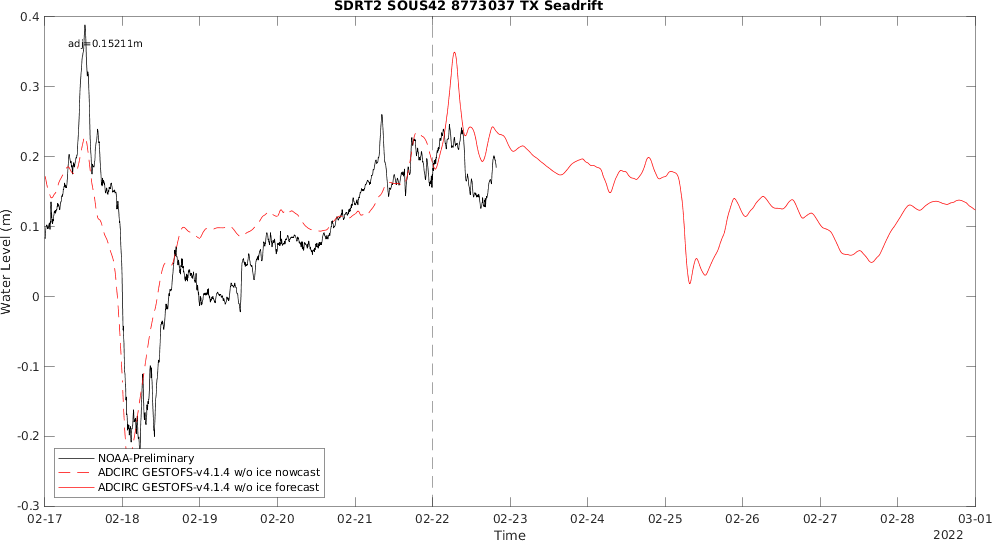 SDRT2 SOUS42 8773037 TX Seadrift
adj=0.15211m
Water Level (m)
0.4
0.3
0.2
0.1
0
-0.1
-0.2
-0.3
NOAA-Preliminary
ADCIRC GESTOFS-v4.1.4 w/o ice nowcast
ADCIRC GESTOFS-v4.1.4 w/o ice forecast
02-17 02-18 02-19 02-20 02-21 02-22 02-23 02-24 02-25 02-26 02-27 02-28 03-01
Time
2022